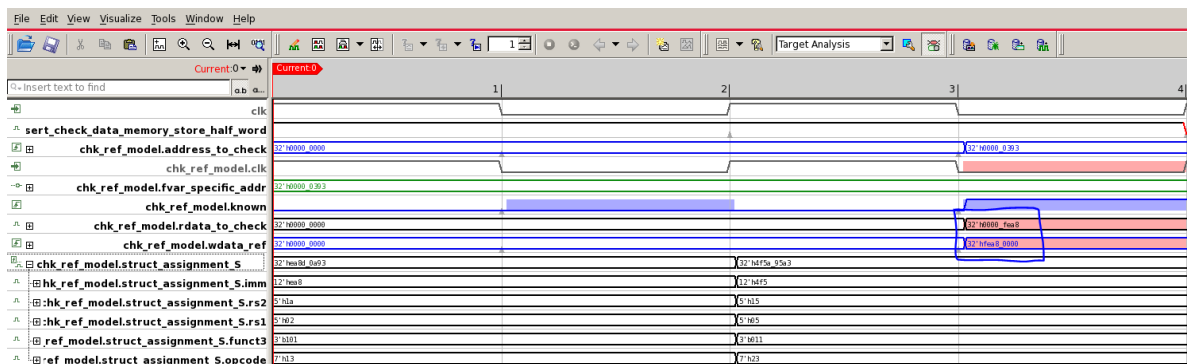 File Edit View Visualize Tools Window Help
1 Target Analysis
Current:0 Current:0
Insert text to find a.b a...
1 2 3 4
clk
sert_check_data_memory_store_half_word
chk_ref_model.address_to_check 32'h0000_0000 32'h0000_0393
chk_ref_model.clk
chk_ref_model.fvar_specific_addr 32'h0000_0393
chk_ref_model.known
chk_ref_model.rdata_to_check 32'h0000_0000 32'h0000_fea8
chk_ref_model.wdata_ref 32'h0000_0000 32'hfea8_0000
chk_ref_model.struct_assignment_S 32'hea8d_0a93 32'h4f5a_95a3
hk_ref_model.struct_assignment_S.imm 12'hea8 12'h4f5
:hk_ref_model.struct_assignment_S.rs2 5'h1a 5'h15
:hk_ref_model.struct_assignment_S.rs1 5'h02 5'h05
_ref_model.struct_assignment_S.funct3 3'b101 3'b011
ef_model.struct_assignment_S.opcode 7'h13 7'h23